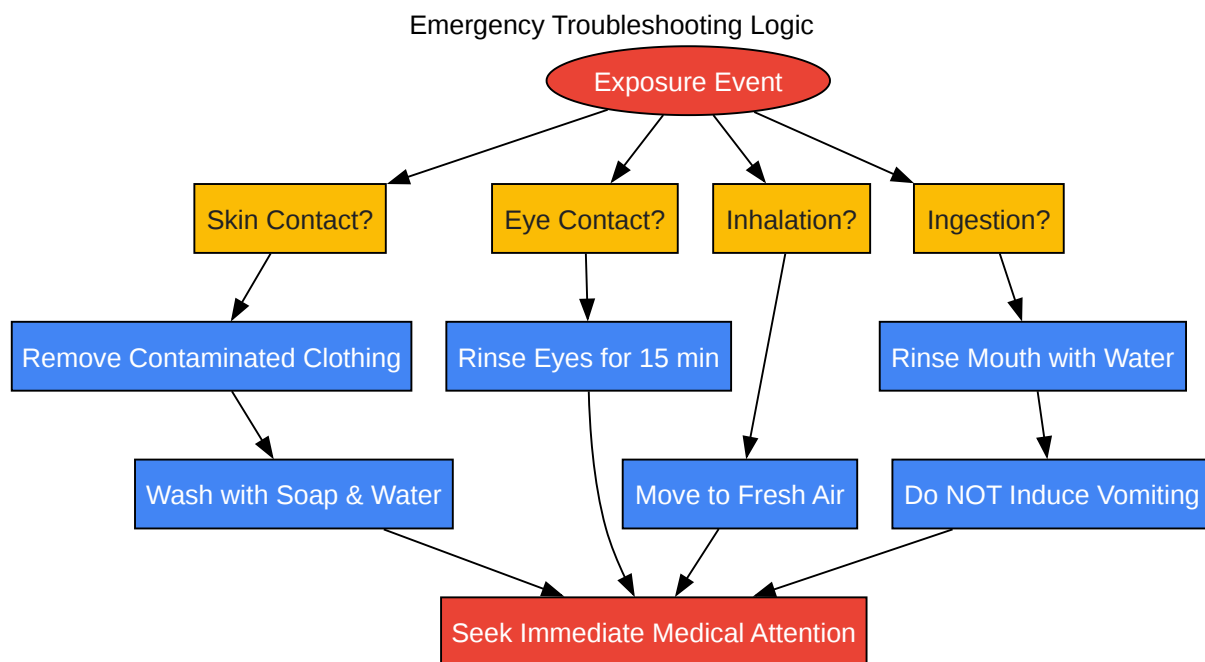 Emergency Troubleshooting Logic
Exposure Event
Skin Contact?
Eye Contact?
Inhalation?
Ingestion?
Remove Contaminated Clothing
Rinse Eyes for 15 min
Rinse Mouth with Water
Wash with Soap & Water
Move to Fresh Air
Do NOT Induce Vomiting
Seek Immediate Medical Attention